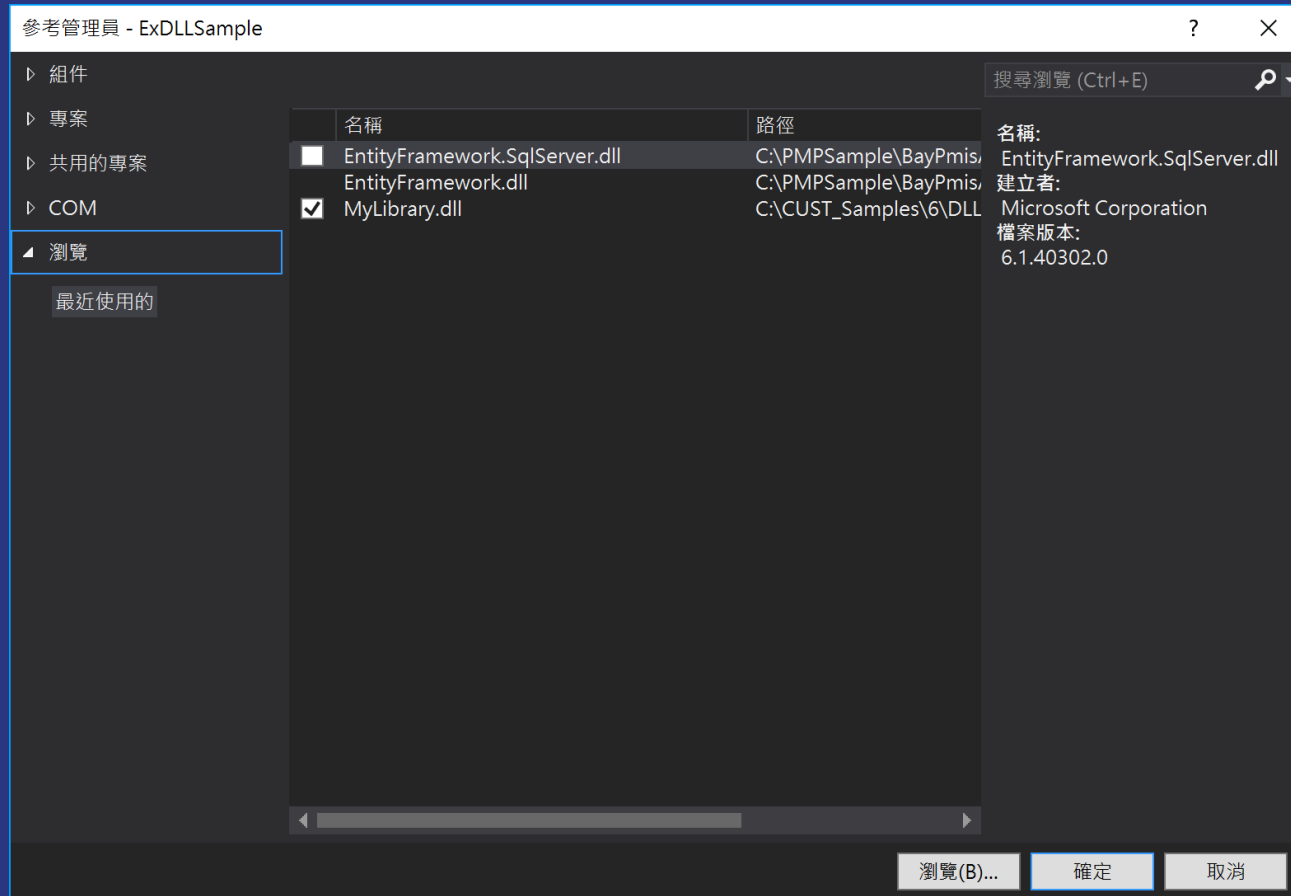 參考管理員 - ExDLLSample
?
組件
專案
共用的專案
COM
瀏覽
最近使用的
名稱 路徑
EntityFramework.SqlServer.dll C:\PMPSample\BayPmis
EntityFramework.dll C:\PMPSample\BayPmis
MyLibrary.dll C:\CUST_Samples\6\DLL
搜尋瀏覽 (Ctrl+E)
名稱:
EntityFramework.SqlServer.dll
建立者:
Microsoft Corporation
檔案版本:
6.1.40302.0
瀏覽(B)... 確定 取消